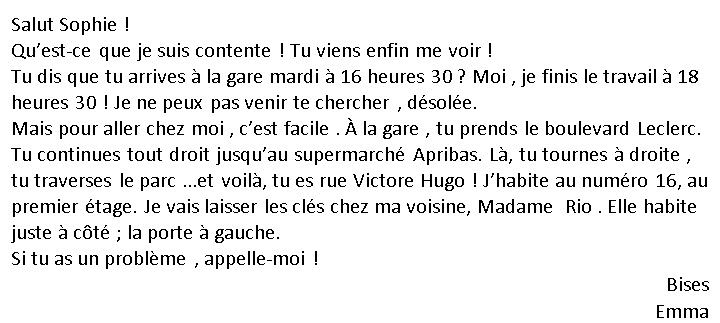 Salut Sophie !
Qu’est-ce que je suis contente ! Tu viens enfin me voir !
Tu dis que tu arrives à la gare mardi à 16 heures 30 ? Moi , je finis le travail à 18
heures 30 ! Je ne peux pas venir te chercher , désolée.
Mais pour aller chez moi , c’est facile . À la gare , tu prends le boulevard Leclerc.
Tu continues tout droit jusqu’au supermarché Apribas. Là, tu tournes à droite ,
tu traverses le parc ...et voilà, tu es rue Victore Hugo ! J’habite au numéro 16, au
premier étage. Je vais laisser les clés chez ma voisine, Madame Rio . Elle habite
juste à côté ; la porte à gauche.
Si tu as un problème , appelle-moi !
Bises
Emma